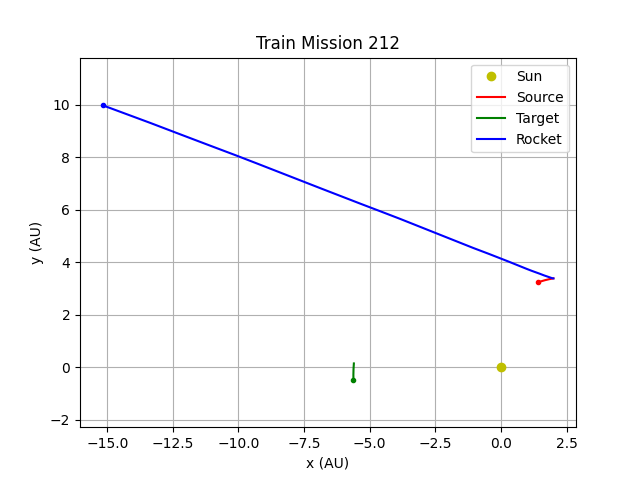 Train Mission 212
Sun
Source
Target
Rocket
y (AU)
10
8
6
4
2
0
−2
−15.0 −12.5 −10.0 −7.5 −5.0 −2.5 0.0 2.5
x (AU)